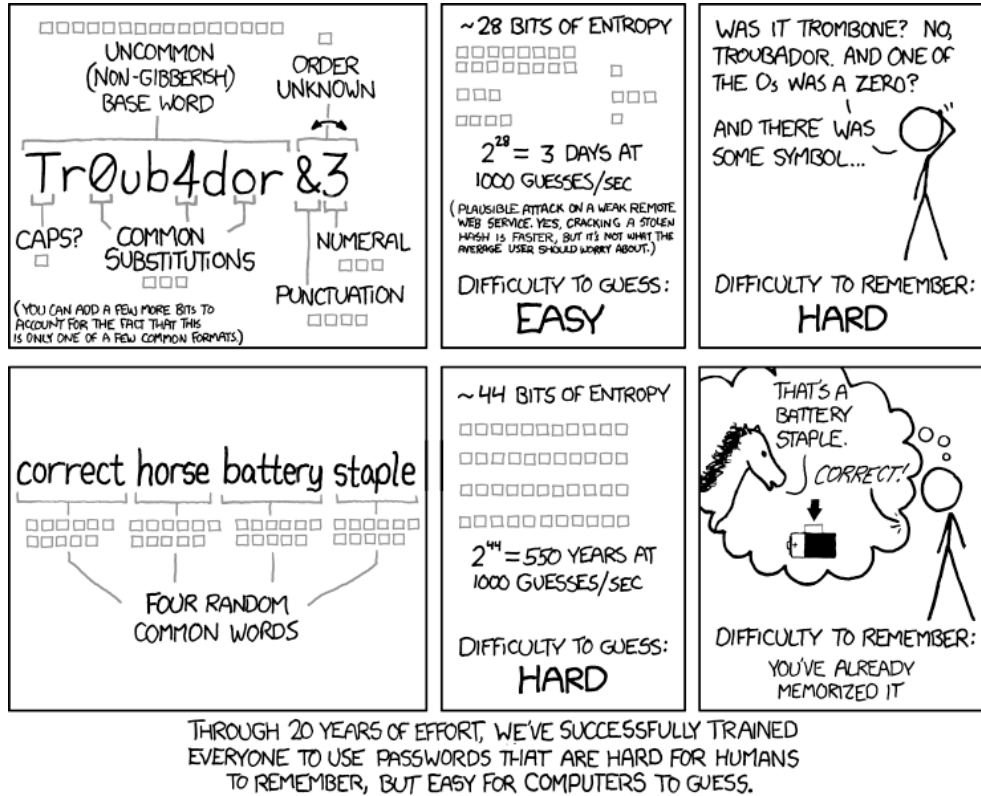 UNCOMMON
(NON-GIBBERISH)
BASE WORD
ORDER
UNKNOWN
Tr0ub4dor &3
CAPS?
COMMON
SUBSTITUTIONS
NUMERAL
PUNCTUATION
(YOU CAN ADD A FEW MORE BITS TO
ACCOUNT FOR THE FACT THAT THIS
IS ONLY ONE OF A FEW COMMON FORMATS.)
~28 BITS OF ENTROPY
2^28 = 3 DAYS AT
1000 GUESSES/SEC
(PLAUSIBLE ATTACK ON A WEAK REMOTE
WEB SERVICE. YES, CRACKING A STOLEN
HASH IS FASTER, BUT IT'S NOT WHAT THE
AVERAGE USER SHOULD WORRY ABOUT.)
DIFFICULTY TO GUESS:
EASY
WAS IT TROMBONE? NO,
TROUBADOR. AND ONE OF
THE Os WAS A ZERO?
AND THERE WAS
SOME SYMBOL...
DIFFICULTY TO REMEMBER:
HARD
correct horse battery staple
FOUR RANDOM
COMMON WORDS
~44 BITS OF ENTROPY
2^44 = 550 YEARS AT
1000 GUESSES/SEC
DIFFICULTY TO GUESS:
HARD
THAT'S A
BATTERY
STAPLE.
CORRECT!
DIFFICULTY TO REMEMBER:
YOU'VE ALREADY
MEMORIZED IT
THROUGH 20 YEARS OF EFFORT, WE'VE SUCCESSFULLY TRAINED
EVERYONE TO USE PASSWORDS THAT ARE HARD FOR HUMANS
TO REMEMBER, BUT EASY FOR COMPUTERS TO GUESS.